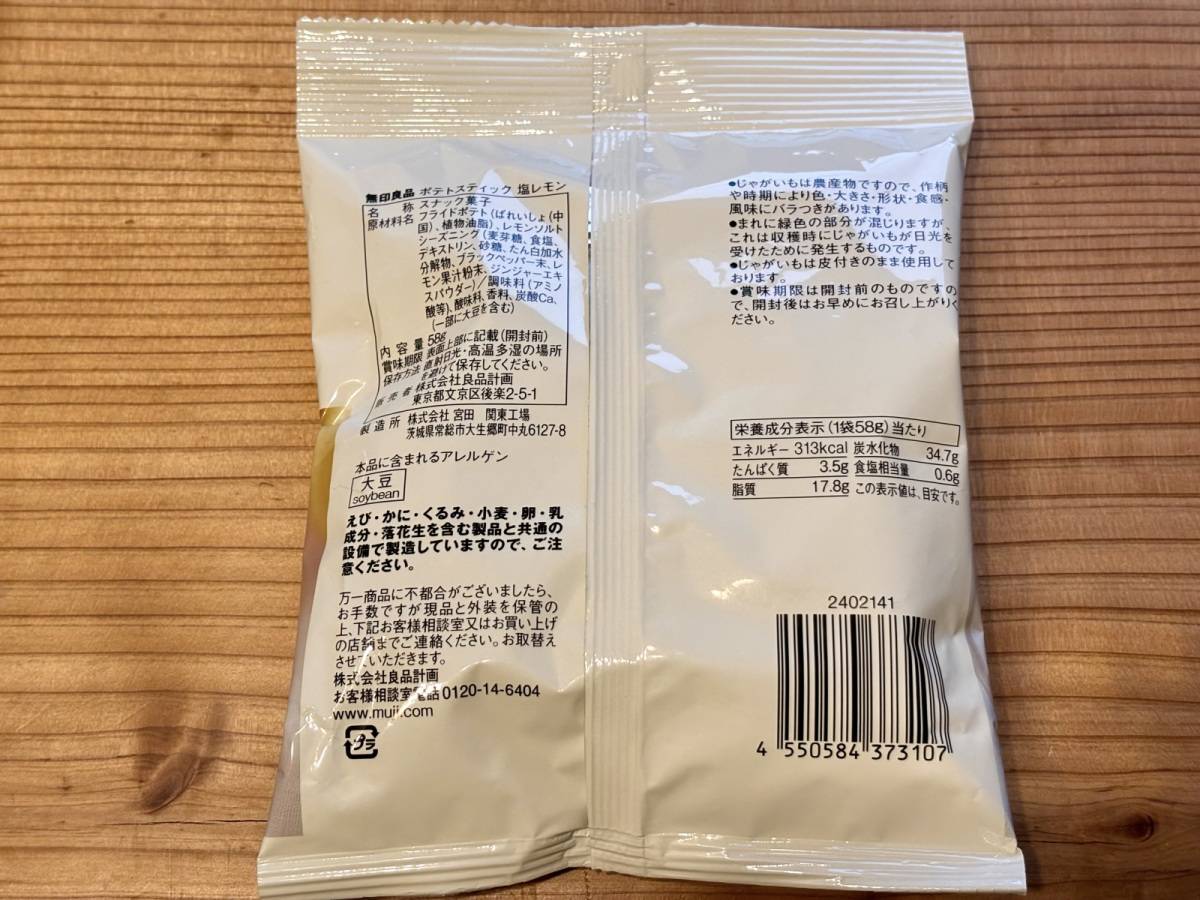 無印良品 ポテトスティック 塩レモン
名称 スナック菓子
原材料名 フライドポテト(ばれいしょ(中
国)、植物油脂)、レモンソルト
シーズニング(麦芽糖、食塩、
デキストリン、砂糖、たん白加水
分解物、ブラックペッパー末、レ
モン果汁粉末、ジンジャーエキ
スパウダー)/調味料(アミノ
酸等)、酸味料、香料、炭酸Ca、
(一部に大豆を含む)
内容量 58g
賞味期限 表面上部に記載(開封前)
保存方法 直射日光・高温多湿の場所
を避けて保存してください。
販売者 株式会社良品計画
東京都文京区後楽2-5-1
製造所 株式会社 宮田 関東工場
茨城県常総市大生郷町中丸6127-8
本品に含まれるアレルゲン
大豆
soybean
えび・かに・くるみ・小麦・卵・乳
成分・落花生を含む製品と共通の
設備で製造していますので、ご注
意ください。
万一商品に不都合がございましたら、
お手数ですが現品と外装を保管の
上、下記お客様相談室又はお買い上げ
の店舗までご連絡ください。お取替え
させていただきます。
株式会社良品計画
お客様相談室電話0120-14-6404
www.muji.com
プラ
●じゃがいもは農産物ですので、作柄
や時期により色・大きさ・形状・食感・
風味にバラつきがあります。
●まれに緑色の部分が混じりますが、
これは収穫時にじゃがいもが日光を
受けたために発生するものです。
●じゃがいもは皮付きのまま使用して
おります。
●賞味期限は開封前のものですの
で、開封後はお早めにお召し上がりく
ださい。
栄養成分表示(1袋58g)当たり
エネルギー 313kcal 炭水化物 34.7g
たんぱく質 3.5g 食塩相当量 0.6g
脂質 17.8g この表示値は、目安です。
2402141
4 550584 373107